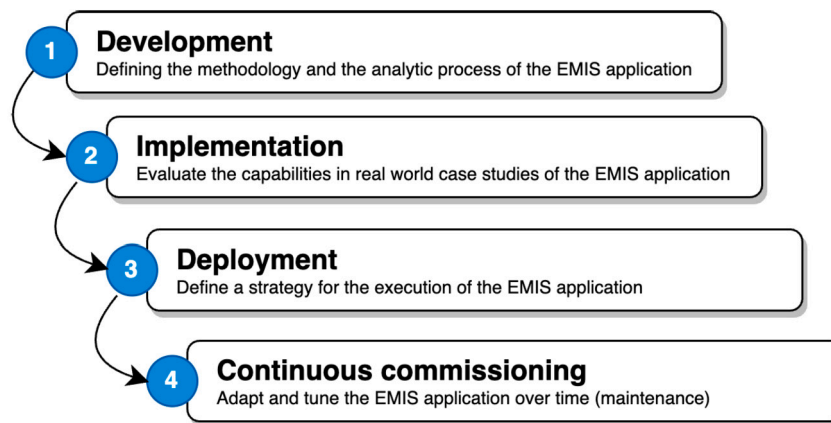 1
Development
Defining the methodology and the analytic process of the EMIS application
2
Implementation
Evaluate the capabilities in real world case studies of the EMIS application
3
Deployment
Define a strategy for the execution of the EMIS application
4
Continuous commissioning
Adapt and tune the EMIS application over time (maintenance)